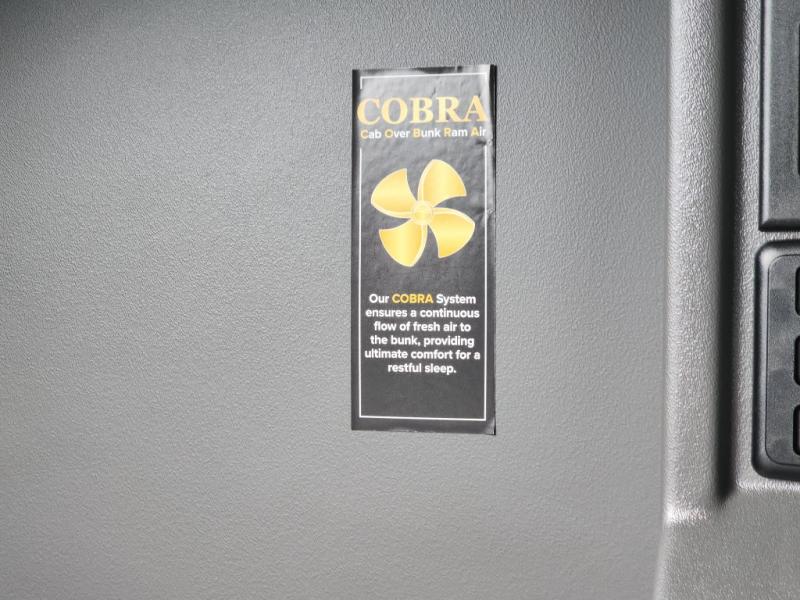 COBRA
Cab Over Bunk Ram Air
Our COBRA System
ensures a continuous
flow of fresh air to
the bunk, providing
ultimate comfort for a
restful sleep.